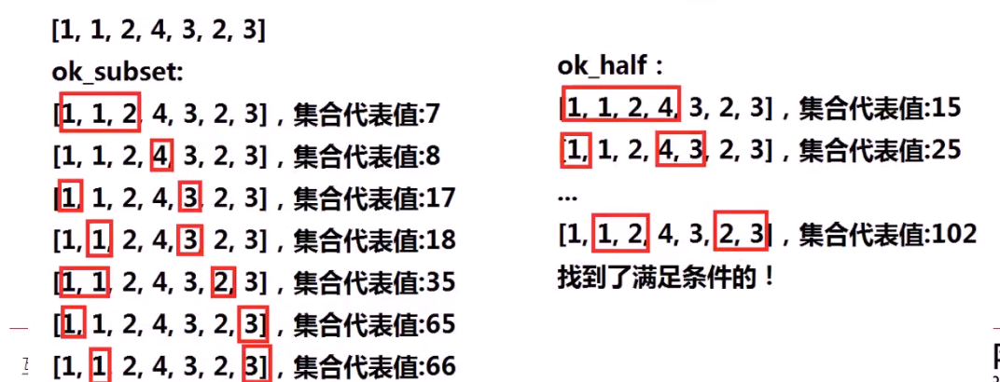 [1, 1, 2, 4, 3, 2, 3]
ok_subset:
[1, 1, 2, 4, 3, 2, 3]，集合代表值:7
[1, 1, 2, 4, 3, 2, 3]，集合代表值:8
[1, 1, 2, 4, 3, 2, 3]，集合代表值:17
[1, 1, 2, 4, 3, 2, 3]，集合代表值:18
[1, 1, 2, 4, 3, 2, 3]，集合代表值:35
[1, 1, 2, 4, 3, 2, 3]，集合代表值:65
[1, 1, 2, 4, 3, 2, 3]，集合代表值:66
ok_half：
[1, 1, 2, 4, 3, 2, 3]，集合代表值:15
[1, 1, 2, 4, 3, 2, 3]，集合代表值:25
...
[1, 1, 2, 4, 3, 2, 3]，集合代表值:102
找到了满足条件的！